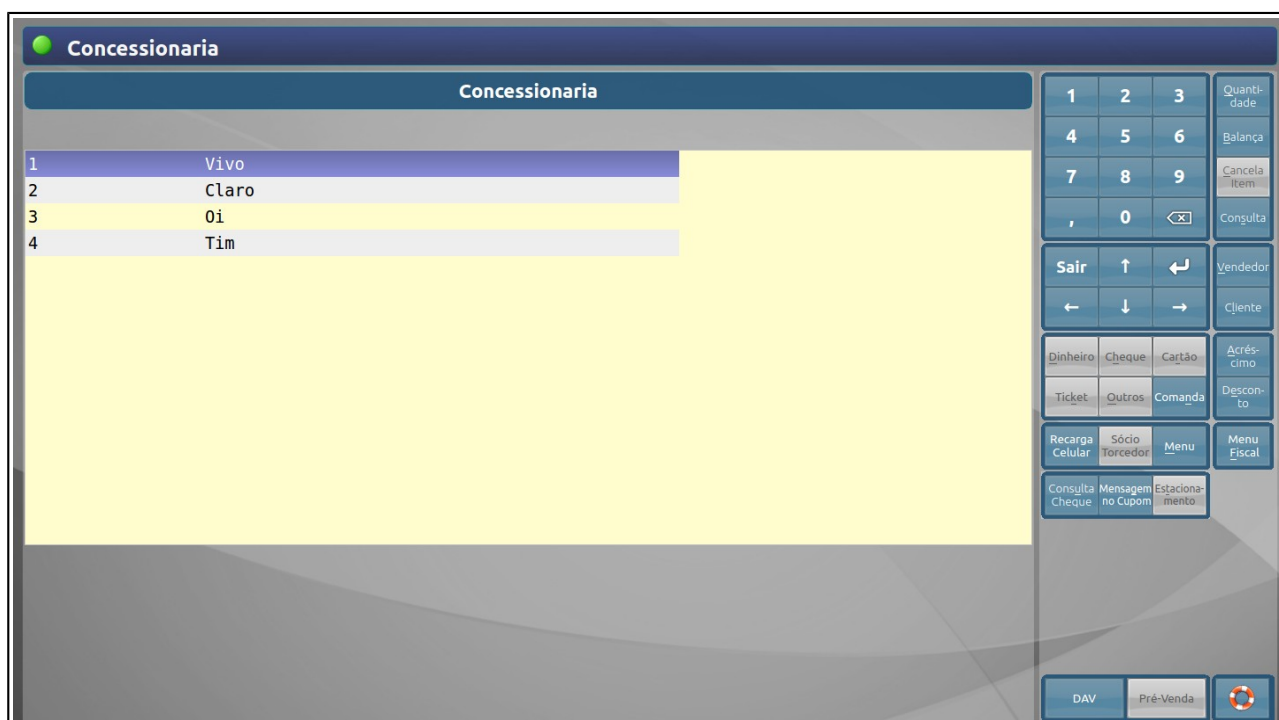 Concessionaria
Concessionaria
1 Vivo
2 Claro
3 Oi
4 Tim
1 2 3
Quanti-
dade
4 5 6
Balança
7 8 9
Cancela
Item
, 0
Consulta
Sair
Vendedor
Cliente
Dinheiro Cheque Cartão
Acrés-
cimo
Ticket Outros Comanda
Descon-
to
Recarga
Celular
Sócio
Torcedor
Menu
Menu
Fiscal
Consulta
Cheque
Mensagem
no Cupom
Estaciona-
mento
DAV
Pré-Venda